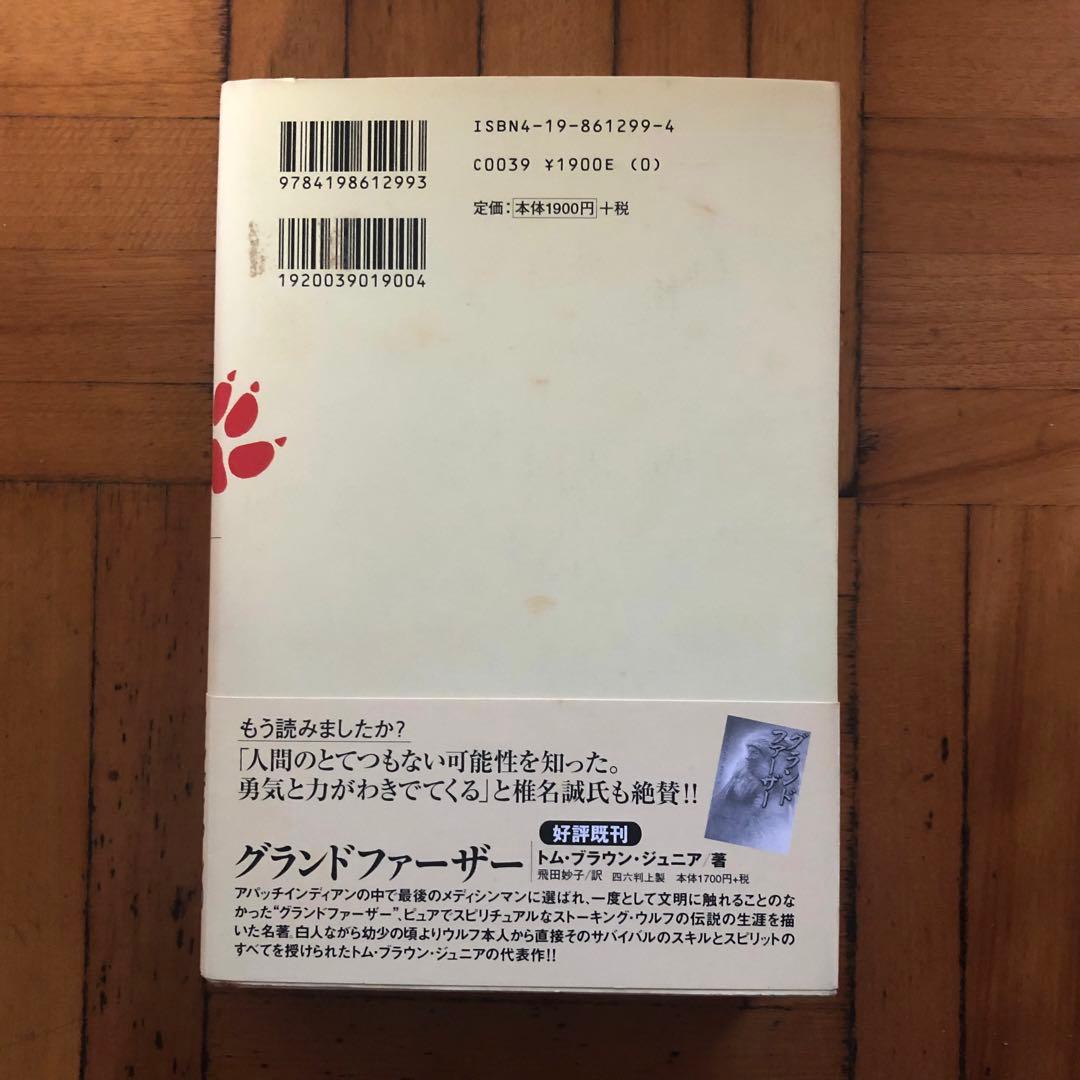 9784198612993
1920039019004
ISBN4-19-861299-4
C0039 ¥1900E (0)
定価：本体1900円＋税
もう読みましたか？
「人間のとてつもない可能性を知った。
勇気と力がわきでてくる」と椎名誠氏も絶賛!!
グランド
ファーザー
好評既刊
グランドファーザー
トム・ブラウン・ジュニア／著
飛田妙子／訳 四六判上製 本体1700円＋税
アパッチインディアンの中で最後のメディシンマンに選ばれ、一度として文明に触れることのな
かった“グランドファーザー”、ピュアでスピリチュアルなストーキング・ウルフの伝説の生涯を描
いた名著。白人ながら幼少の頃よりウルフ本人から直接そのサバイバルのスキルとスピリットの
すべてを授けられたトム・ブラウン・ジュニアの代表作!!